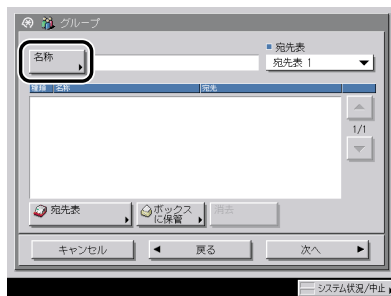 グループ
名称
■ 宛先表
宛先表 1
種類 名称 宛先
1/1
宛先表
ボックス
に保管
消去
キャンセル
戻る
次へ
システム状況/中止